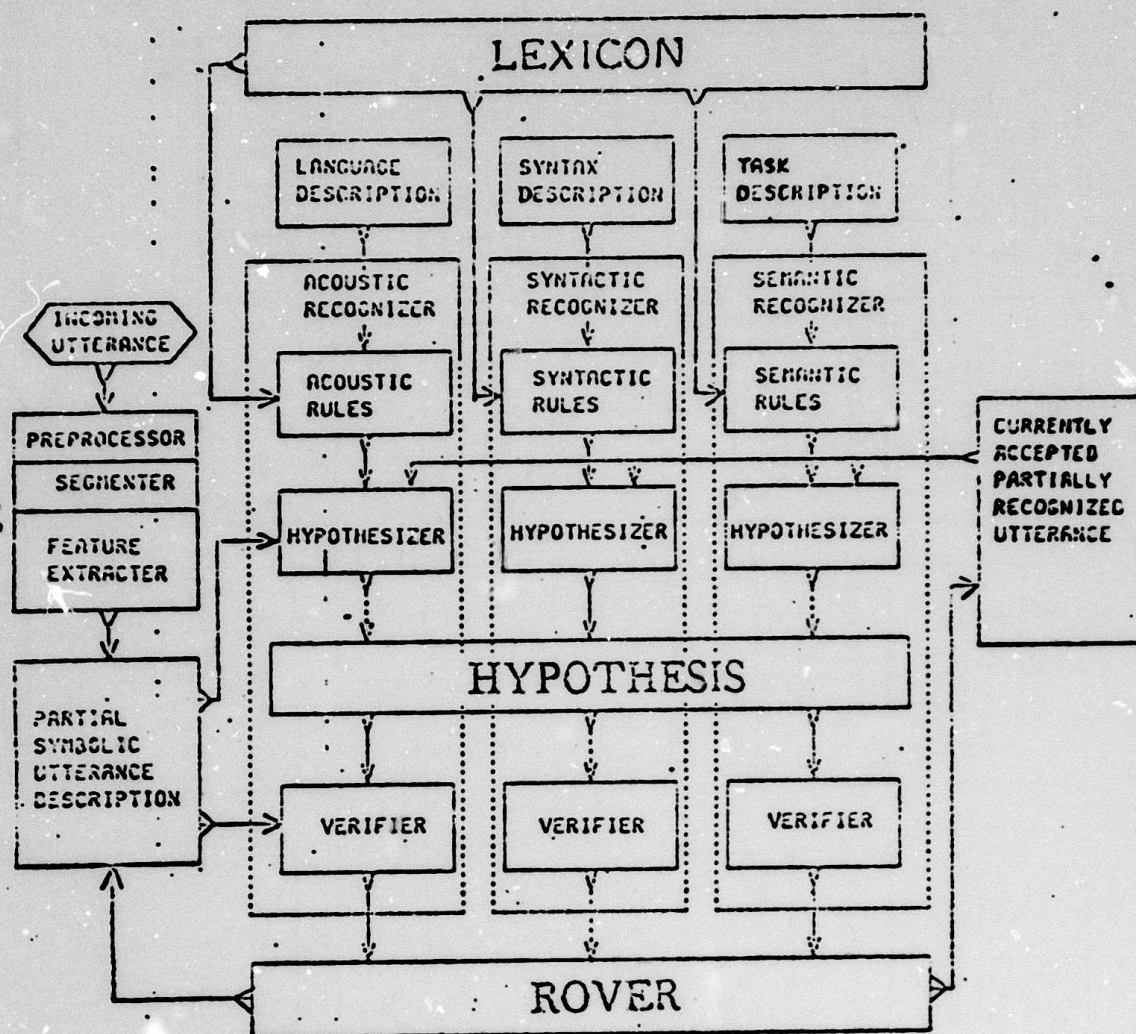 LEXICON
LANGUAGE
DESCRIPTION
SYNTAX
DESCRIPTION
TASK
DESCRIPTION
ACOUSTIC
RECOGNIZER
SYNTACTIC
RECOGNIZER
SEMANTIC
RECOGNIZER
INCOMING
UTTERANCE
ACOUSTIC
RULES
SYNTACTIC
RULES
SEMANTIC
RULES
PREPROCESSOR
SEGMENTER
FEATURE
EXTRACTER
CURRENTLY
ACCEPTED
PARTIALLY
RECOGNIZED
UTTERANCE
HYPOTHESIZER
HYPOTHESIZER
HYPOTHESIZER
HYPOTHESIS
PARTIAL
SYMBOLIC
UTTERANCE
DESCRIPTION
VERIFIER
VERIFIER
VERIFIER
ROVER